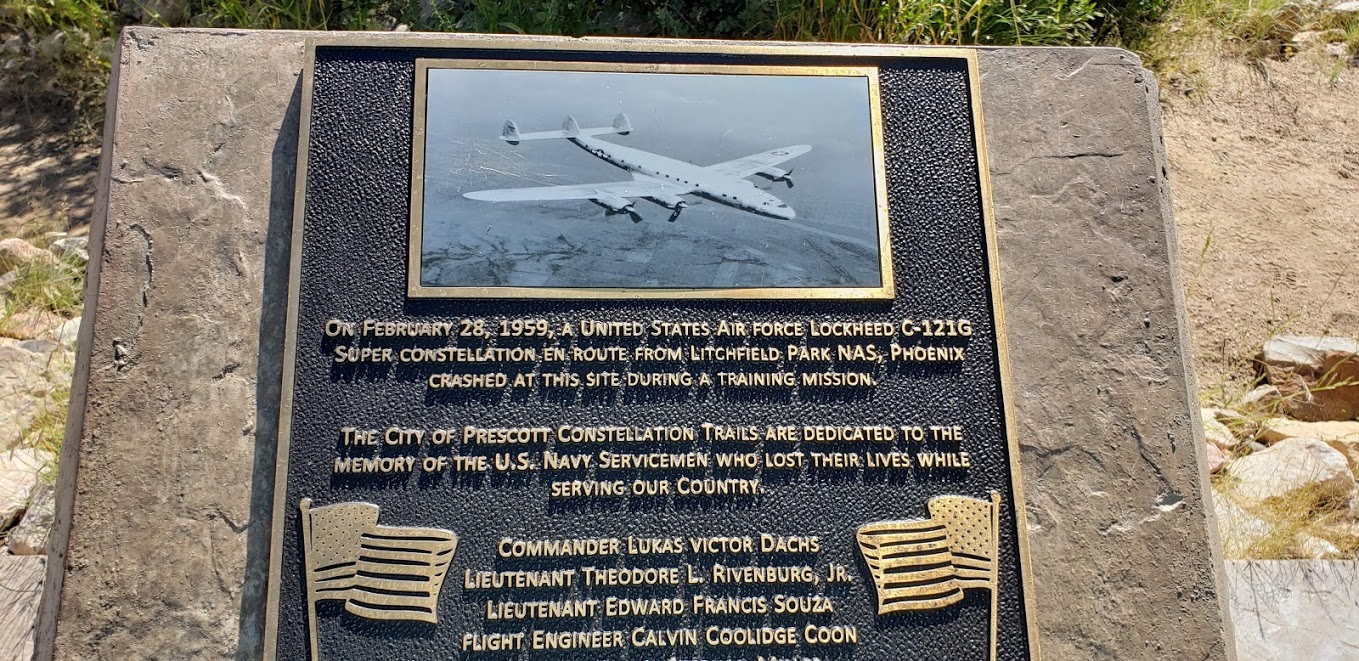 On February 28, 1959, a United States Air force Lockheed C-121G
Super constellation en route from Litchfield Park NAS, Phoenix
crashed at this site during a training mission.
The City of Prescott Constellation Trails are dedicated to the
memory of the U.S. Navy Servicemen who lost their lives while
serving our Country.
Commander Lukas victor Dachs
Lieutenant Theodore L. Rivenburg, Jr.
Lieutenant Edward Francis Souza
flight Engineer Calvin Coolidge Coon